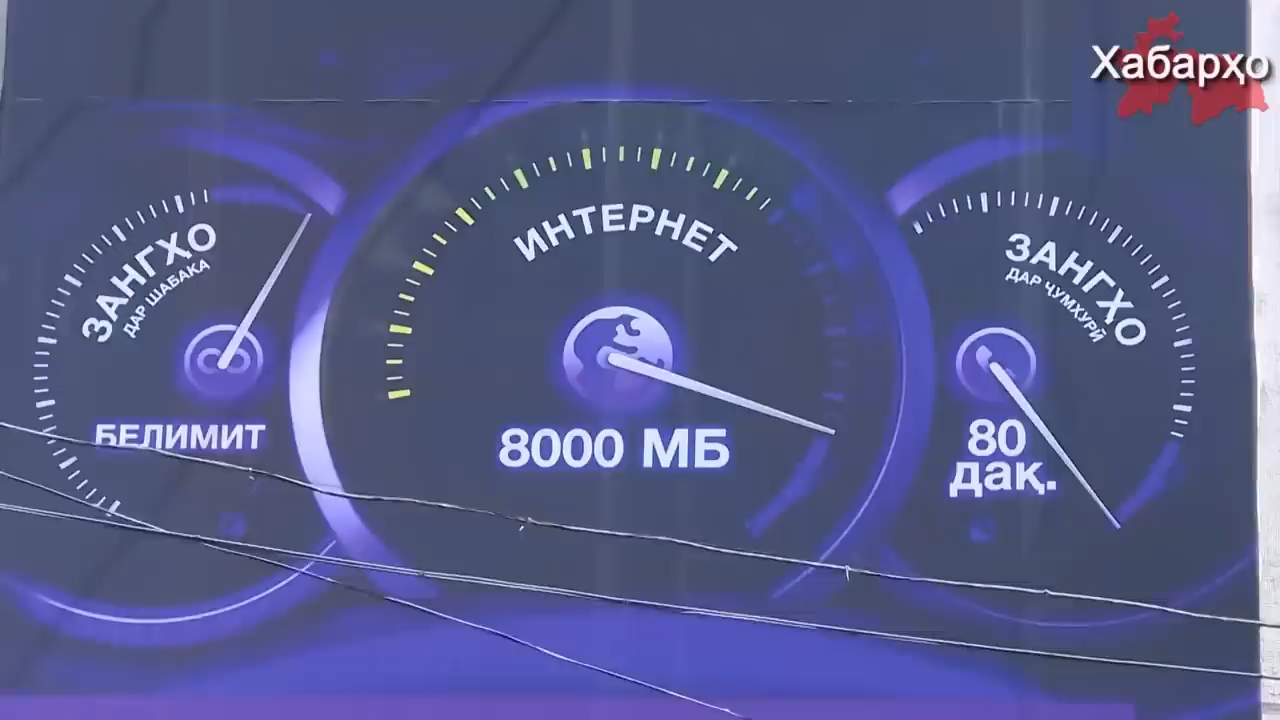 Хабарҳо
ЗАНГҲО
ДАР ШАБАКА
БЕЛИМИТ
ИНТЕРНЕТ
8000 МБ
ЗАНГҲО
ДАР ҶУМҲУРӢ
80
дақ.